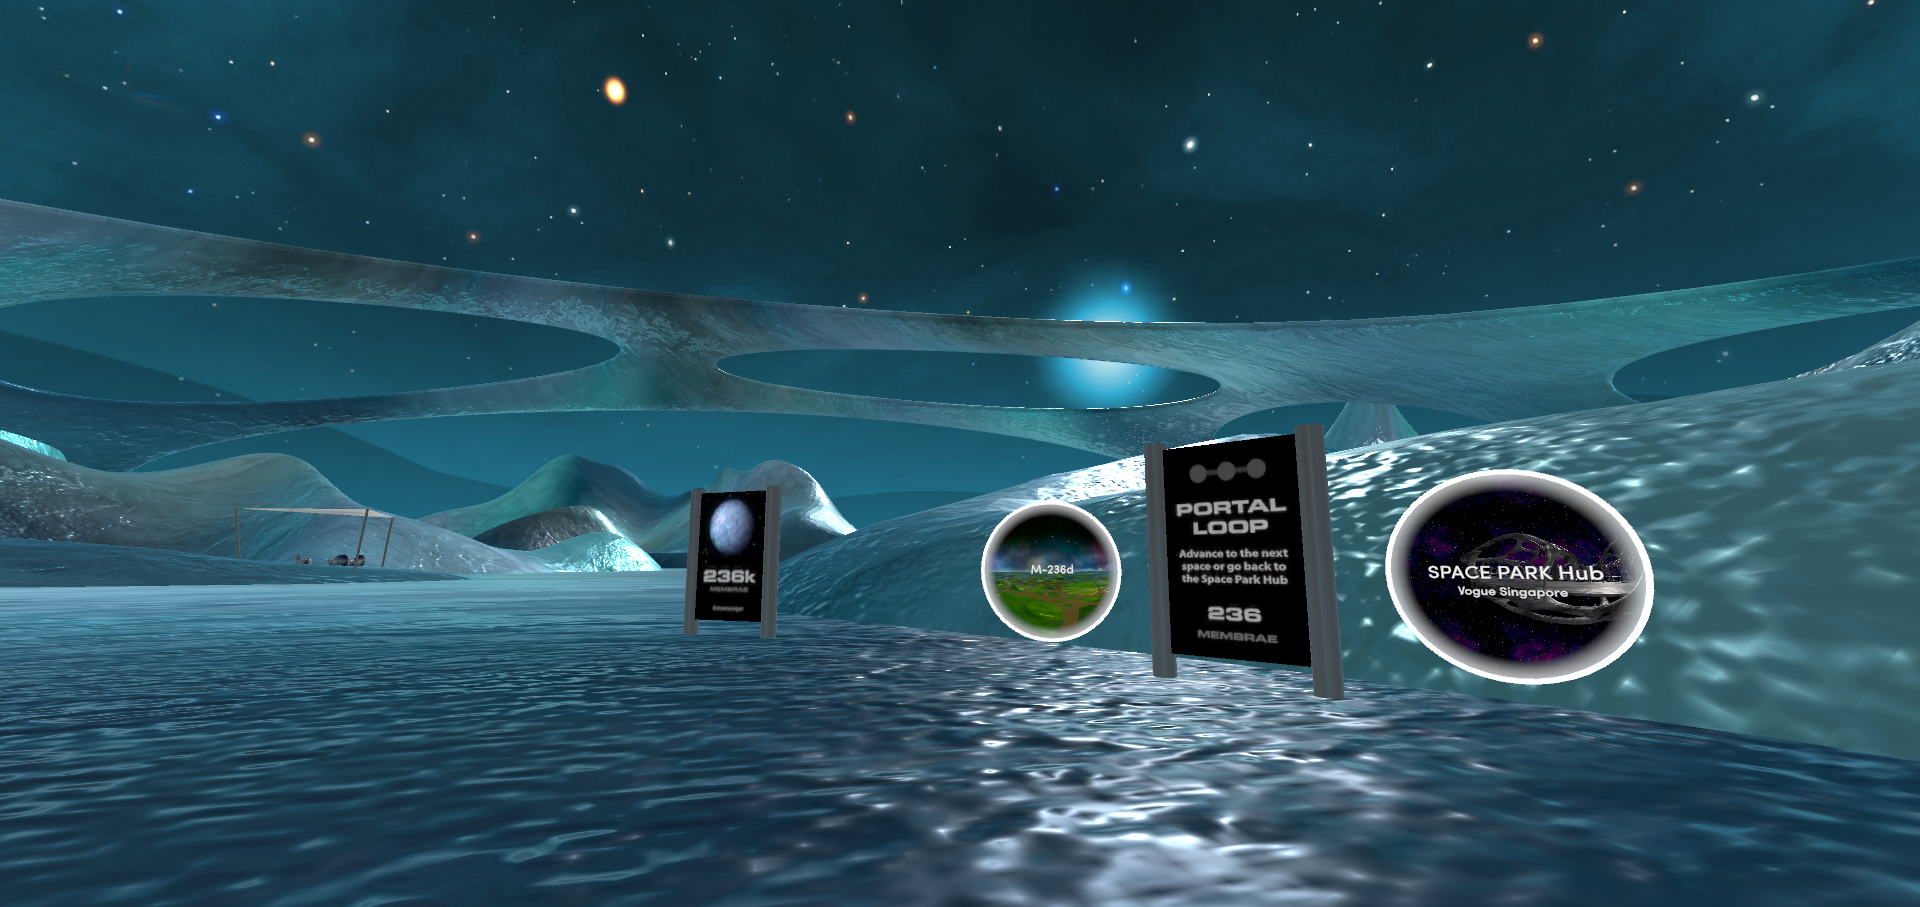 236k
MEMBRAE
M-236d
PORTAL
LOOP
Advance to the next
space or go back to
the Space Park Hub
236
MEMBRAE
SPACE PARK Hub
Vogue Singapore